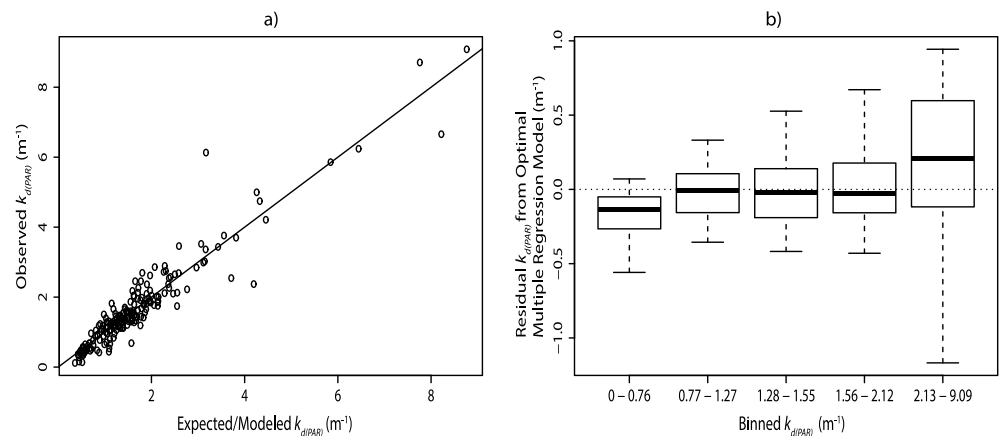 a)
Observed kd(PAR) (m-1)
8
6
4
2
0
2 4 6 8
Expected/Modeled kd(PAR) (m-1)
b)
Residual kd(PAR) from Optimal
Multiple Regression Model (m-1)
1.0
0.5
0.0
−0.5
−1.0
0 – 0.76 0.77 – 1.27 1.28 – 1.55 1.56 – 2.12 2.13 – 9.09
Binned kd(PAR) (m-1)